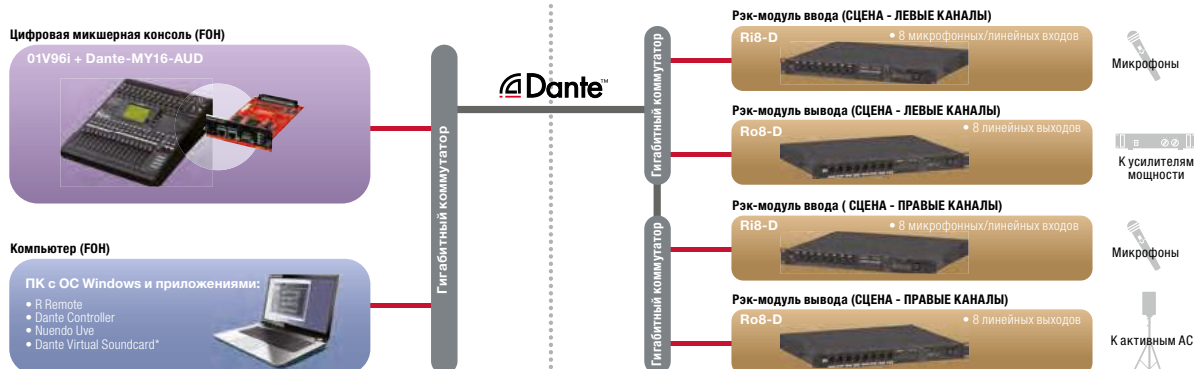 Цифровая микшерная консоль (FOH)
01V96i + Dante-MY16-AUD
Компьютер (FOH)
ПК с ОС Windows и приложениями:
• R Remote
• Dante Controller
• Nuendo Uve
• Dante Virtual Soundcard*
Гигабитный коммутатор
Dante™
Гигабитный коммутатор
Гигабитный коммутатор
Рэк-модуль ввода (СЦЕНА - ЛЕВЫЕ КАНАЛЫ)
Ri8-D
• 8 микрофонных/линейных входов
Микрофоны
Рэк-модуль вывода (СЦЕНА - ЛЕВЫЕ КАНАЛЫ)
Ro8-D
• 8 линейных выходов
К усилителям
мощности
Рэк-модуль ввода ( СЦЕНА - ПРАВЫЕ КАНАЛЫ)
Ri8-D
• 8 микрофонных/линейных входов
Микрофоны
Рэк-модуль вывода (СЦЕНА - ПРАВЫЕ КАНАЛЫ)
Ro8-D
• 8 линейных выходов
К активным АС